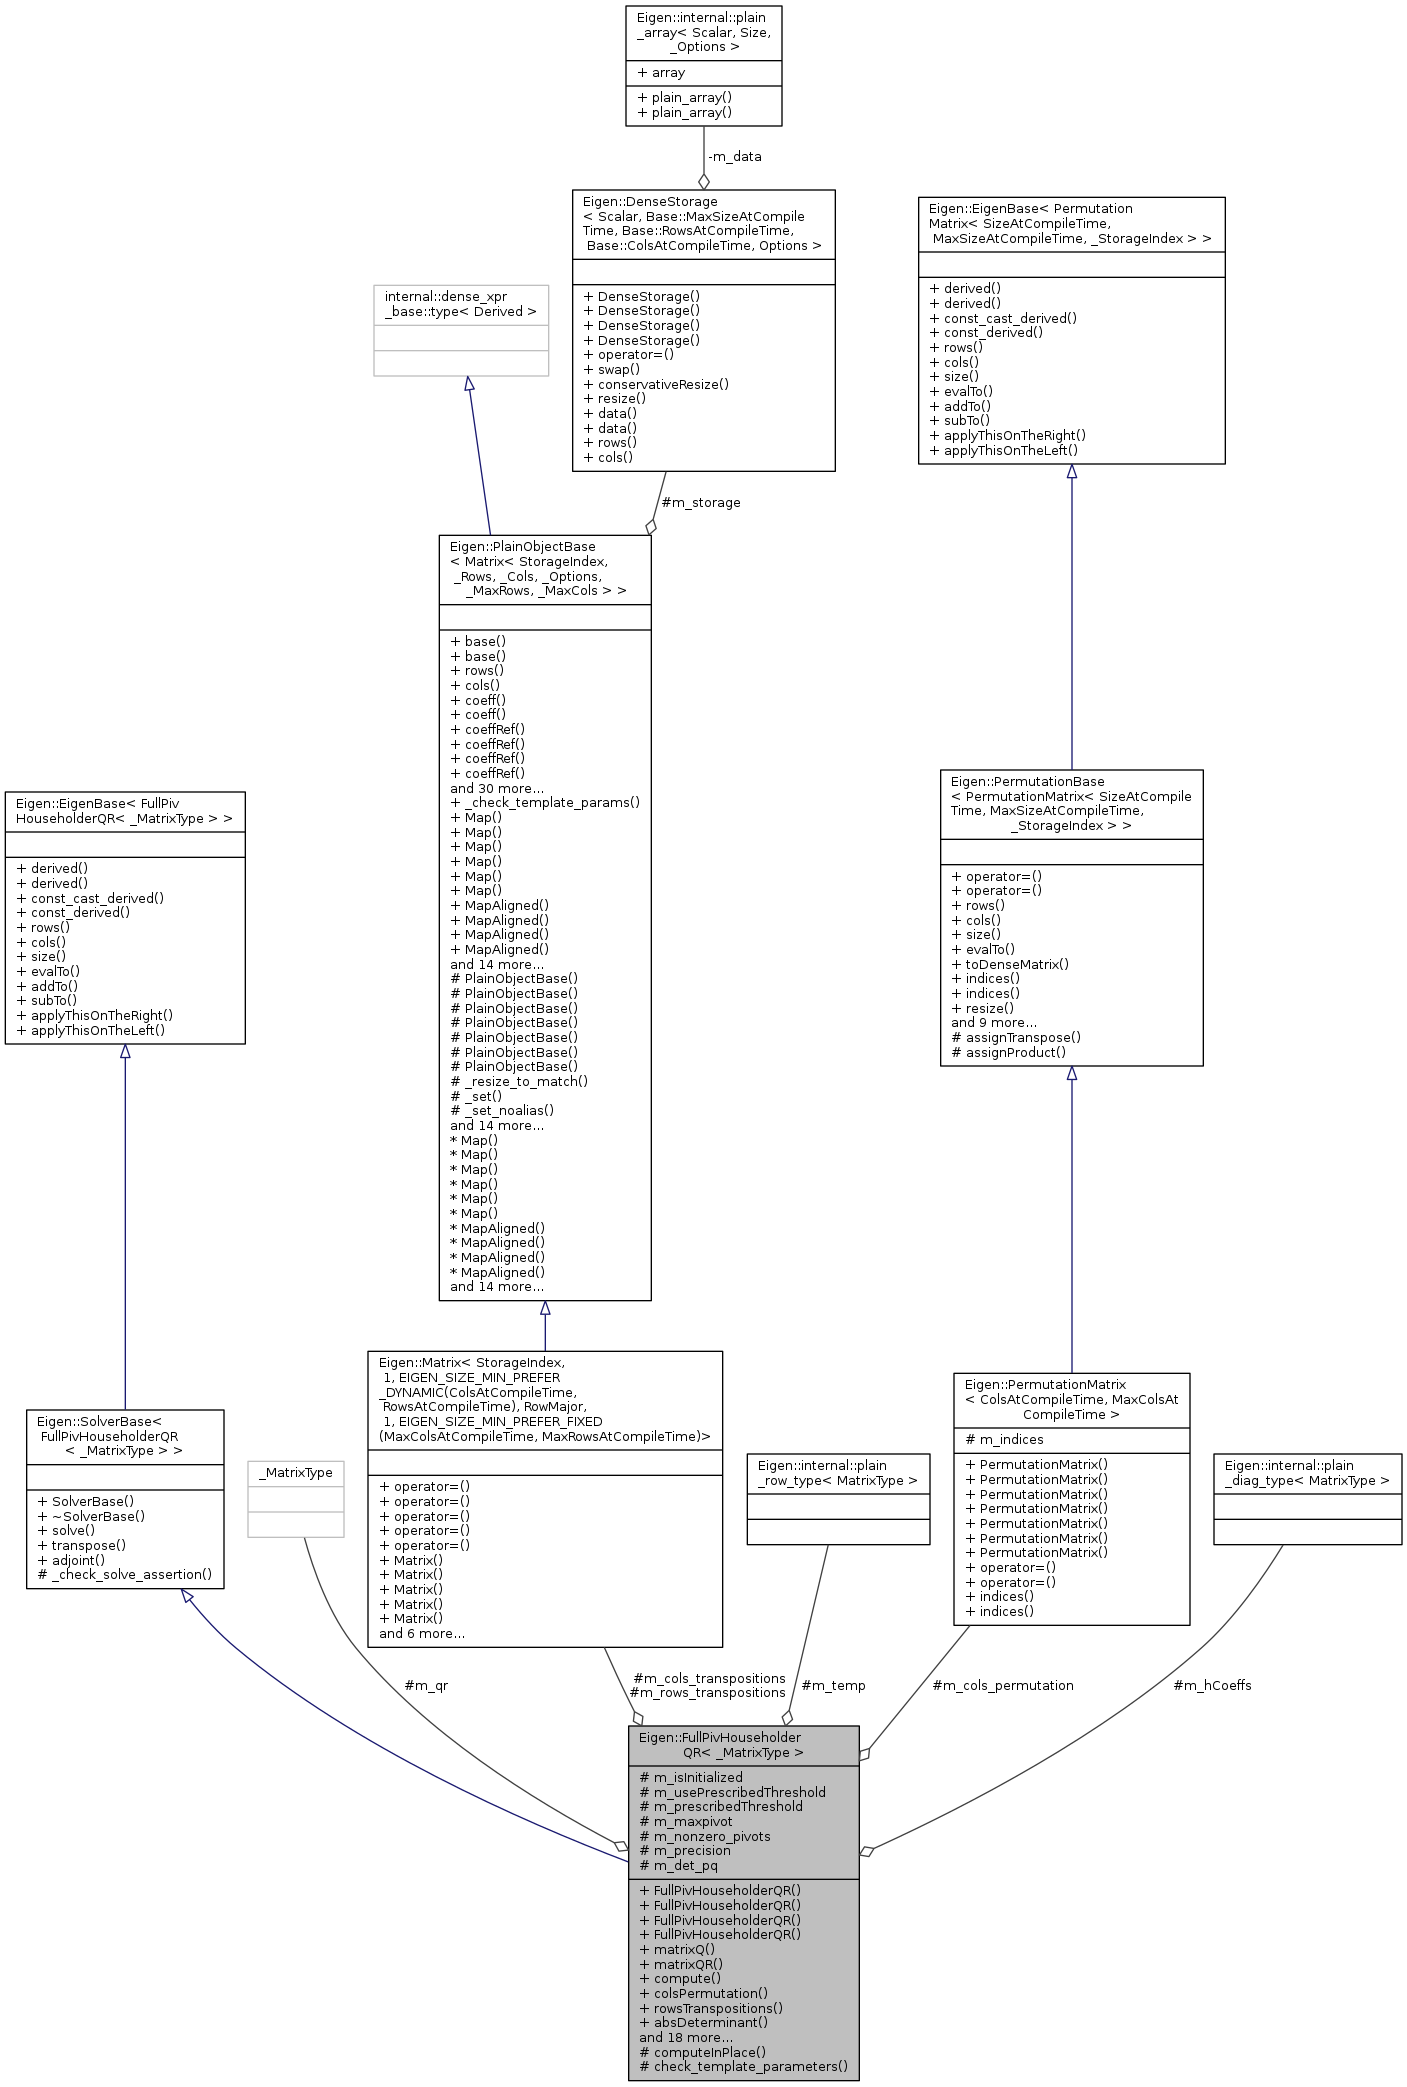 Eigen::internal::plain
_array< Scalar, Size,
_Options >
+ array
+ plain_array()
+ plain_array()
-m_data
Eigen::DenseStorage
< Scalar, Base::MaxSizeAtCompile
Time, Base::RowsAtCompileTime,
Base::ColsAtCompileTime, Options >
+ DenseStorage()
+ DenseStorage()
+ DenseStorage()
+ DenseStorage()
+ operator=()
+ swap()
+ conservativeResize()
+ resize()
+ data()
+ data()
+ rows()
+ cols()
Eigen::EigenBase< Permutation
Matrix< SizeAtCompileTime,
MaxSizeAtCompileTime, _StorageIndex > >
+ derived()
+ derived()
+ const_cast_derived()
+ const_derived()
+ rows()
+ cols()
+ size()
+ evalTo()
+ addTo()
+ subTo()
+ applyThisOnTheRight()
+ applyThisOnTheLeft()
internal::dense_xpr
_base::type< Derived >
#m_storage
Eigen::PlainObjectBase
< Matrix< StorageIndex,
_Rows, _Cols, _Options,
_MaxRows, _MaxCols > >
+ base()
+ base()
+ rows()
+ cols()
+ coeff()
+ coeff()
+ coeffRef()
+ coeffRef()
+ coeffRef()
+ coeffRef()
and 30 more...
+ _check_template_params()
+ Map()
+ Map()
+ Map()
+ Map()
+ Map()
+ Map()
+ MapAligned()
+ MapAligned()
+ MapAligned()
+ MapAligned()
and 14 more...
# PlainObjectBase()
# PlainObjectBase()
# PlainObjectBase()
# PlainObjectBase()
# PlainObjectBase()
# PlainObjectBase()
# PlainObjectBase()
# _resize_to_match()
# _set()
# _set_noalias()
and 14 more...
* Map()
* Map()
* Map()
* Map()
* Map()
* Map()
* MapAligned()
* MapAligned()
* MapAligned()
* MapAligned()
and 14 more...
Eigen::PermutationBase
< PermutationMatrix< SizeAtCompile
Time, MaxSizeAtCompileTime,
_StorageIndex > >
+ operator=()
+ operator=()
+ rows()
+ cols()
+ size()
+ evalTo()
+ toDenseMatrix()
+ indices()
+ indices()
+ resize()
and 9 more...
# assignTranspose()
# assignProduct()
Eigen::EigenBase< FullPiv
HouseholderQR< _MatrixType > >
+ derived()
+ derived()
+ const_cast_derived()
+ const_derived()
+ rows()
+ cols()
+ size()
+ evalTo()
+ addTo()
+ subTo()
+ applyThisOnTheRight()
+ applyThisOnTheLeft()
Eigen::SolverBase<
FullPivHouseholderQR
< _MatrixType > >
+ SolverBase()
+ ~SolverBase()
+ solve()
+ transpose()
+ adjoint()
# _check_solve_assertion()
_MatrixType
Eigen::Matrix< StorageIndex,
1, EIGEN_SIZE_MIN_PREFER
_DYNAMIC(ColsAtCompileTime,
RowsAtCompileTime), RowMajor,
1, EIGEN_SIZE_MIN_PREFER_FIXED
(MaxColsAtCompileTime, MaxRowsAtCompileTime)>
+ operator=()
+ operator=()
+ operator=()
+ operator=()
+ operator=()
+ Matrix()
+ Matrix()
+ Matrix()
+ Matrix()
+ Matrix()
and 6 more...
Eigen::internal::plain
_row_type< MatrixType >
Eigen::PermutationMatrix
< ColsAtCompileTime, MaxColsAt
CompileTime >
# m_indices
+ PermutationMatrix()
+ PermutationMatrix()
+ PermutationMatrix()
+ PermutationMatrix()
+ PermutationMatrix()
+ PermutationMatrix()
+ PermutationMatrix()
+ operator=()
+ operator=()
+ indices()
+ indices()
Eigen::internal::plain
_diag_type< MatrixType >
#m_qr
#m_cols_transpositions
#m_rows_transpositions
#m_temp
#m_cols_permutation
#m_hCoeffs
Eigen::FullPivHouseholder
QR< _MatrixType >
# m_isInitialized
# m_usePrescribedThreshold
# m_prescribedThreshold
# m_maxpivot
# m_nonzero_pivots
# m_precision
# m_det_pq
+ FullPivHouseholderQR()
+ FullPivHouseholderQR()
+ FullPivHouseholderQR()
+ FullPivHouseholderQR()
+ matrixQ()
+ matrixQR()
+ compute()
+ colsPermutation()
+ rowsTranspositions()
+ absDeterminant()
and 18 more...
# computeInPlace()
# check_template_parameters()